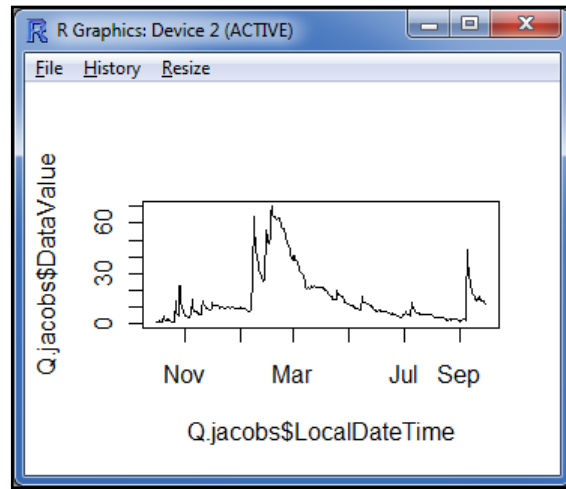 R Graphics: Device 2 (ACTIVE)
File History Resize
Q.jacobs$DataValue
60
30
0
Nov Mar Jul Sep
Q.jacobs$LocalDateTime